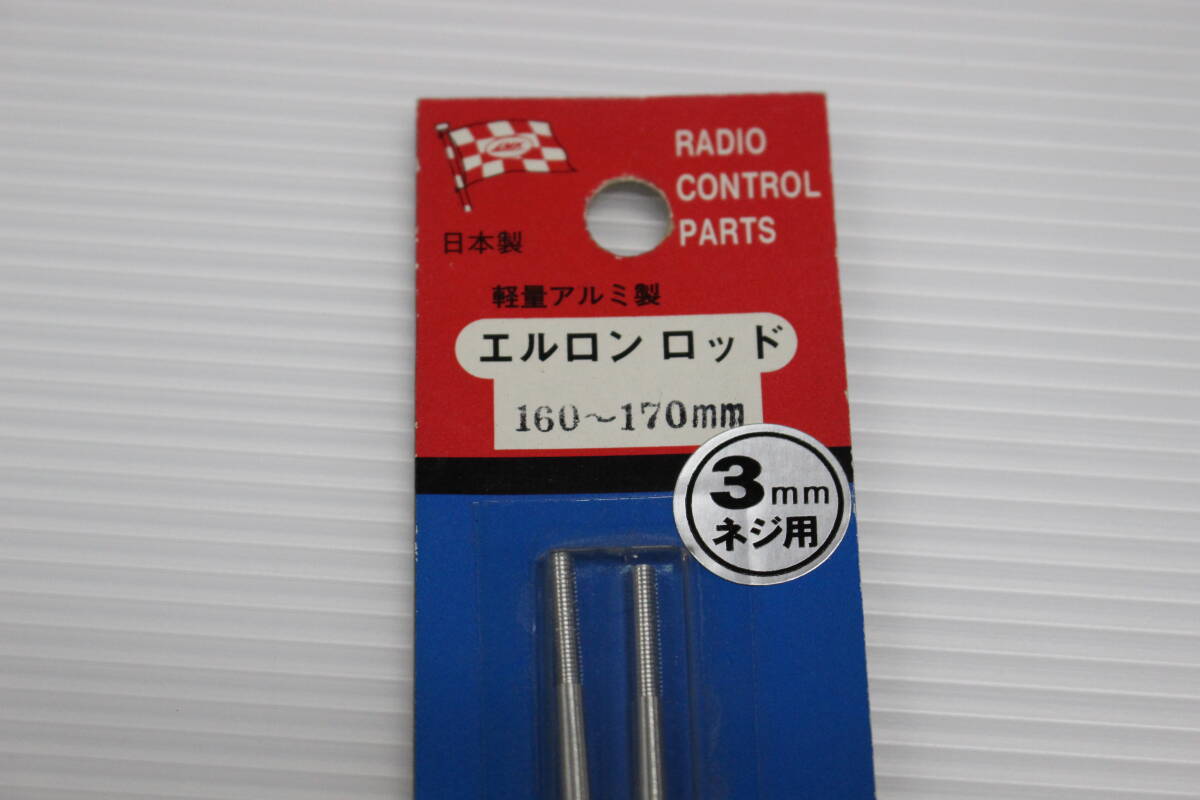 RADIO
CONTROL
PARTS
日本製
軽量アルミ製
エルロン ロッド
160～170mm
3mm
ネジ用